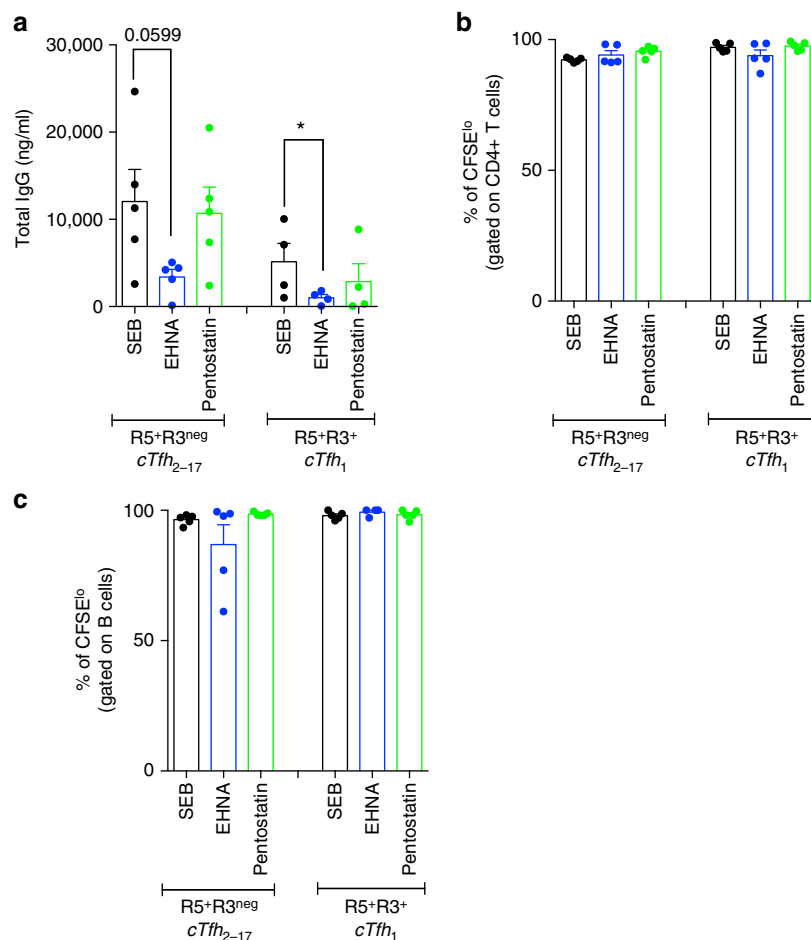 a
30,000
20,000
10,000
0
Total IgG (ng/ml)
0.0599
*
SEB
EHNA
Pentostatin
SEB
EHNA
Pentostatin
R5⁺R3ⁿᵉᵍ
cTfh₂₋₁₇
R5⁺R3⁺
cTfh₁
b
100
50
0
% of CFSEˡᵒ
(gated on CD4+ T cells)
SEB
EHNA
Pentostatin
SEB
EHNA
Pentostatin
R5⁺R3ⁿᵉᵍ
cTfh₂₋₁₇
R5⁺R3⁺
cTfh₁
c
100
50
0
% of CFSEˡᵒ
(gated on B cells)
SEB
EHNA
Pentostatin
SEB
EHNA
Pentostatin
R5⁺R3ⁿᵉᵍ
cTfh₂₋₁₇
R5⁺R3⁺
cTfh₁